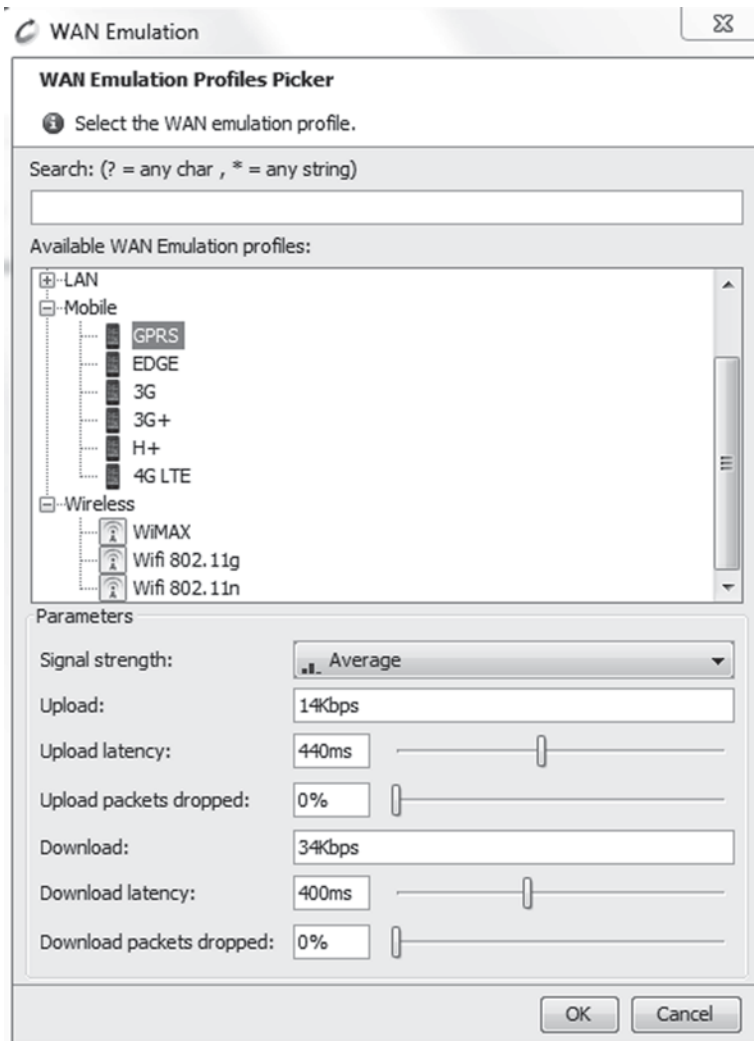 WAN Emulation
WAN Emulation Profiles Picker
Select the WAN emulation profile.
Search: (? = any char , * = any string)
Available WAN Emulation profiles:
LAN
Mobile
GPRS
EDGE
3G
3G+
H+
4G LTE
Wireless
WiMAX
Wifi 802.11g
Wifi 802.11n
Parameters
Signal strength: Average
Upload: 14Kbps
Upload latency: 440ms
Upload packets dropped: 0%
Download: 34Kbps
Download latency: 400ms
Download packets dropped: 0%
OK Cancel